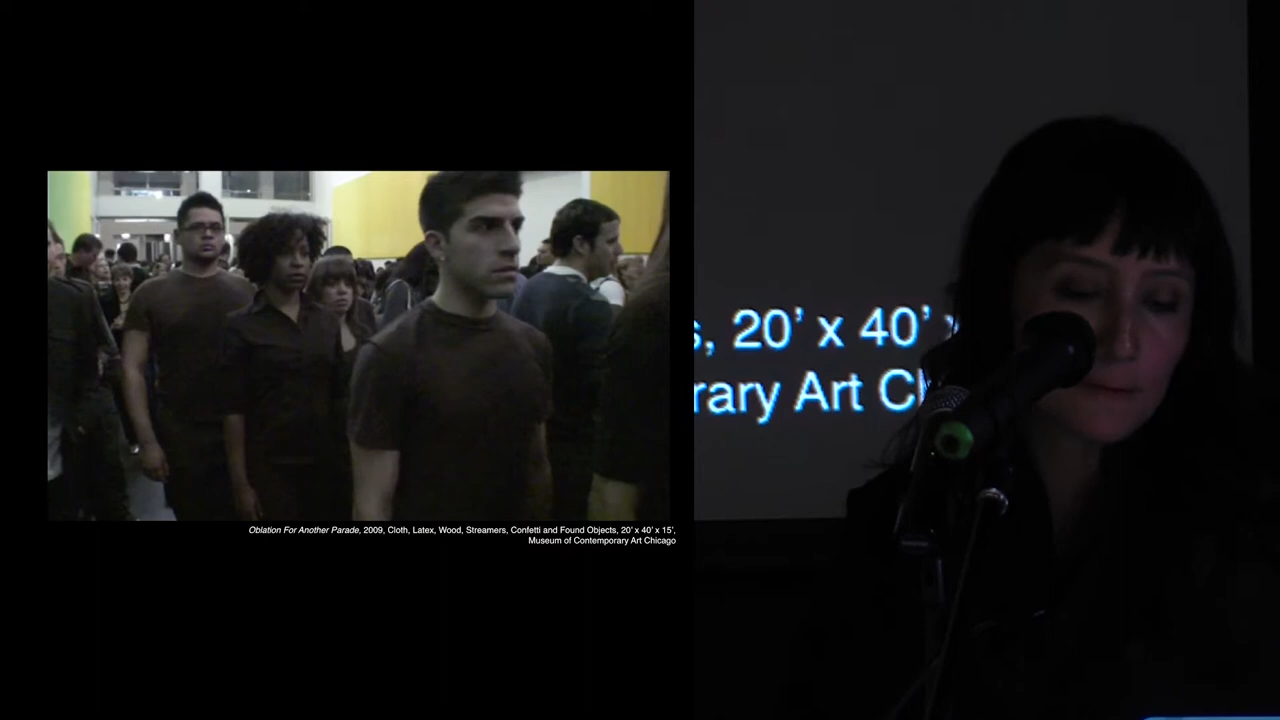 Oblation For Another Parade, 2009, Cloth, Latex, Wood, Streamers, Confetti and Found Objects, 20' x 40' x 15',
Museum of Contemporary Art Chicago
20' x 40'
Art